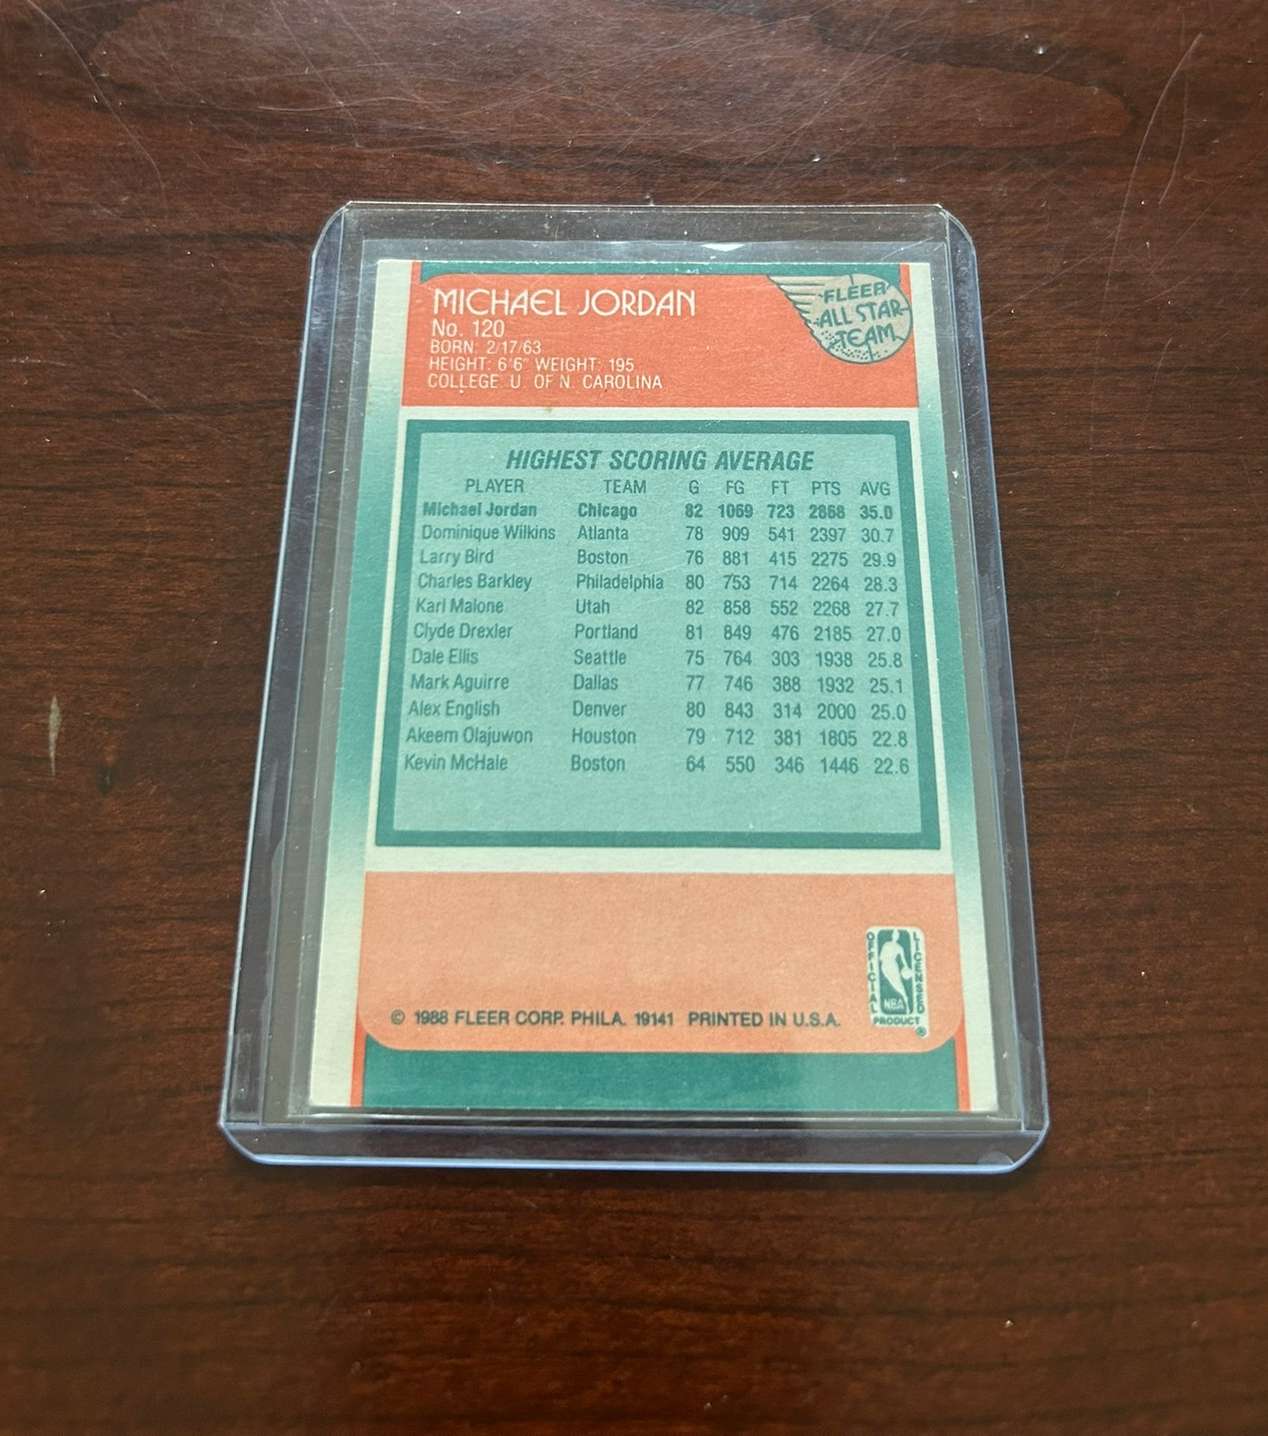 MICHAEL JORDAN
No. 120
BORN: 2/17/63
HEIGHT: 6'6" WEIGHT: 195
COLLEGE: U. OF N. CAROLINA
FLEER
ALL STAR
TEAM
HIGHEST SCORING AVERAGE
PLAYER TEAM G FG FT PTS AVG
Michael Jordan Chicago 82 1069 723 2868 35.0
Dominique Wilkins Atlanta 78 909 541 2397 30.7
Larry Bird Boston 76 881 415 2275 29.9
Charles Barkley Philadelphia 80 753 714 2264 28.3
Karl Malone Utah 82 858 552 2268 27.7
Clyde Drexler Portland 81 849 476 2185 27.0
Dale Ellis Seattle 75 764 303 1938 25.8
Mark Aguirre Dallas 77 746 388 1932 25.1
Alex English Denver 80 843 314 2000 25.0
Akeem Olajuwon Houston 79 712 381 1805 22.8
Kevin McHale Boston 64 550 346 1446 22.6
OFFICIAL LICENSED
NBA
PRODUCT ®
© 1988 FLEER CORP. PHILA. 19141 PRINTED IN U.S.A.